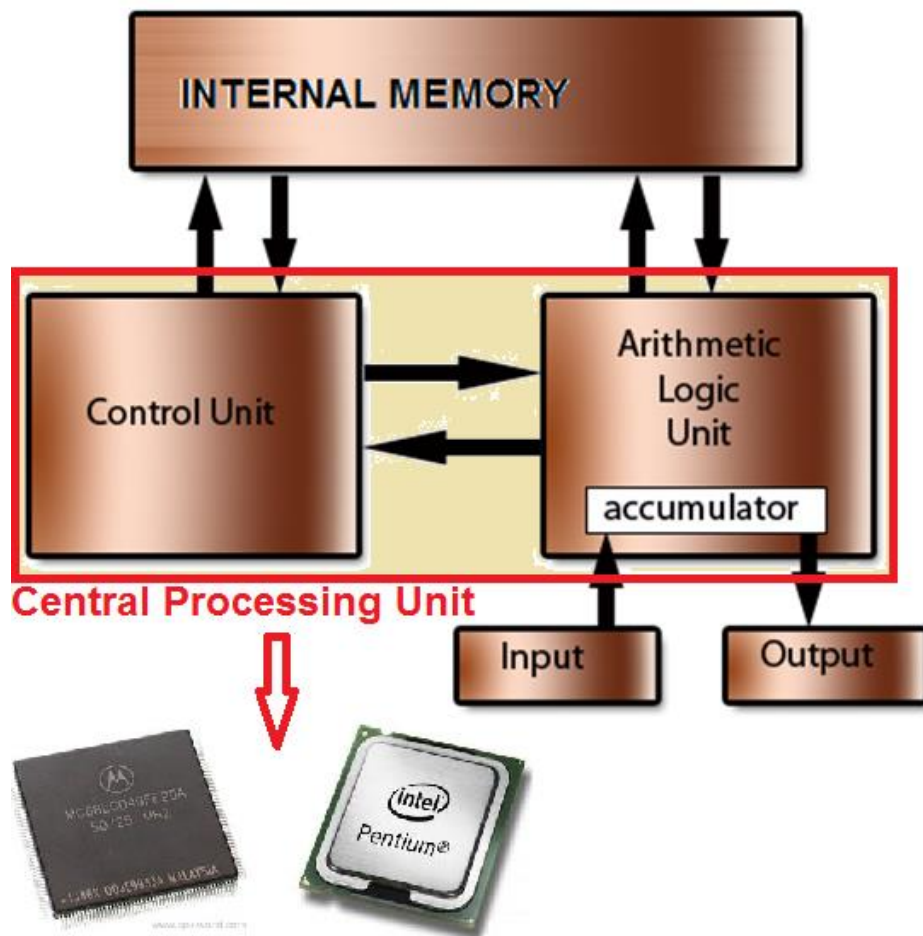 INTERNAL MEMORY
Control Unit
Arithmetic
Logic
Unit
accumulator
Central Processing Unit
Input
Output
intel
Pentium®